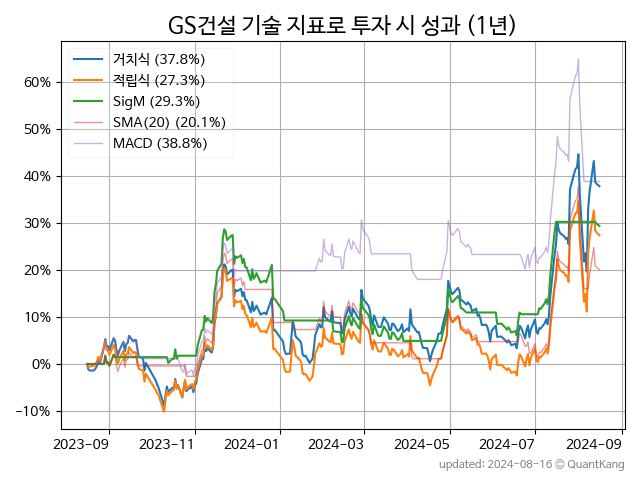 GS건설 기술 지표로 투자 시 성과 (1년)
거치식 (37.8%)
적립식 (27.3%)
SigM (29.3%)
SMA(20) (20.1%)
MACD (38.8%)
60%
50%
40%
30%
20%
10%
0%
−10%
2023−09 2023−11 2024−01 2024−03 2024−05 2024−07 2024−09
updated: 2024-08-16 © QuantKang